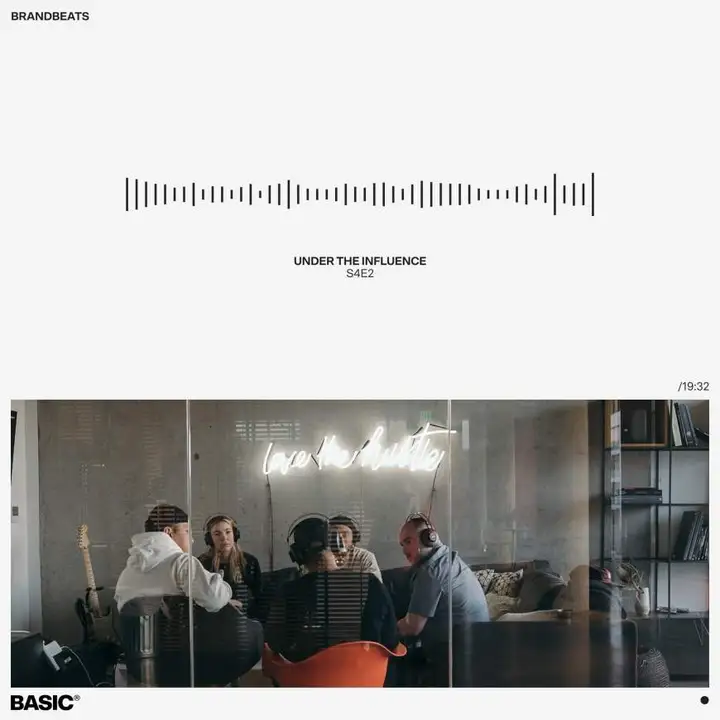 BRANDBEATS
UNDER THE INFLUENCE
S4E2
/19:32
love the hustle
BASIC®